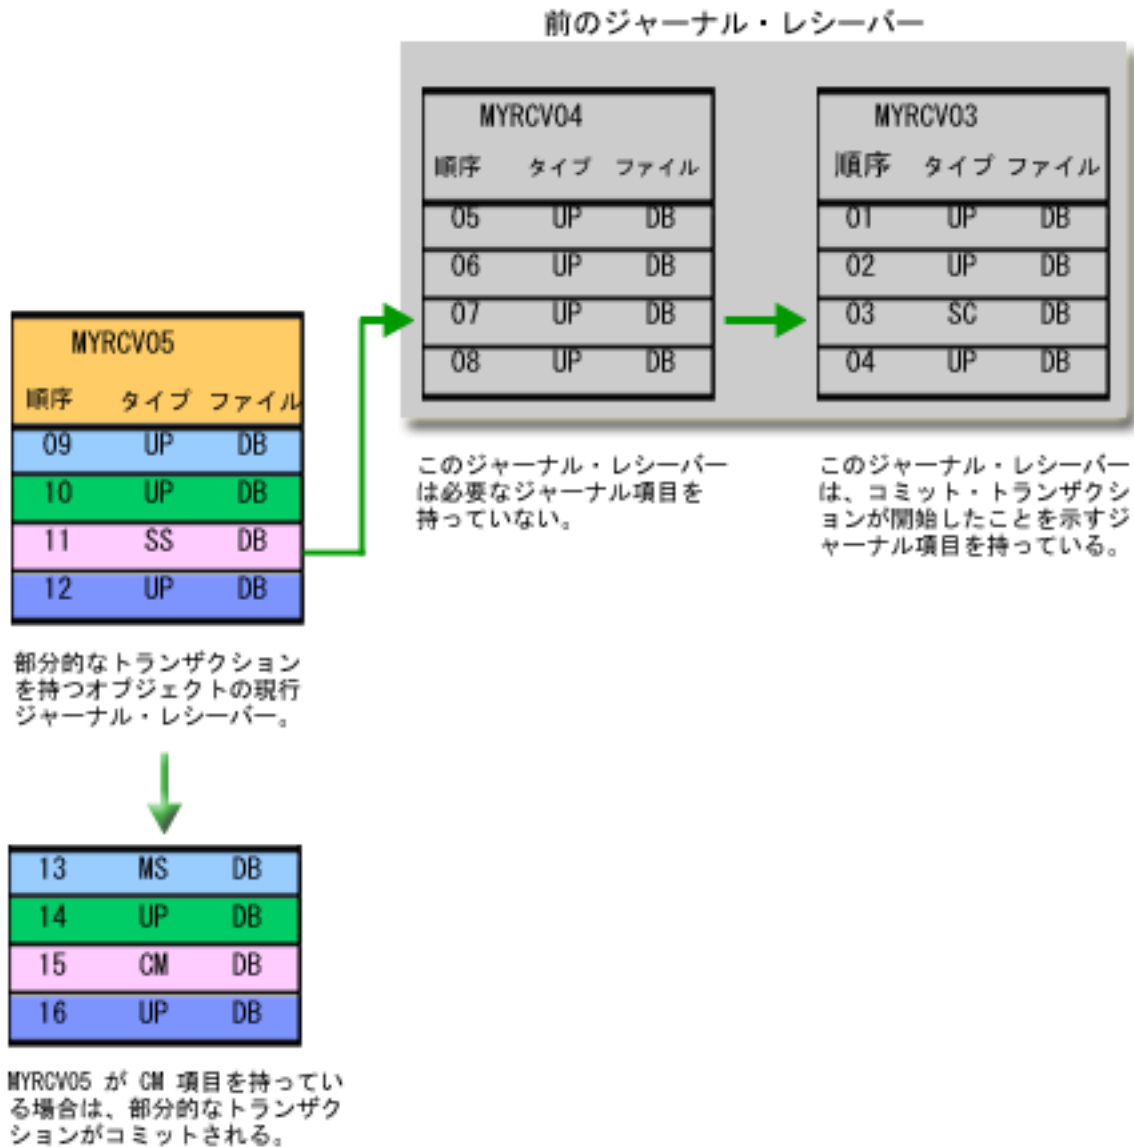 前のジャーナル・レシーバー
MYRCV04
順序 タイプ ファイル
05 UP DB
06 UP DB
07 UP DB
08 UP DB
このジャーナル・レシーバー
は必要なジャーナル項目を
持っていない。
MYRCV03
順序 タイプ ファイル
01 UP DB
02 UP DB
03 SC DB
04 UP DB
このジャーナル・レシーバー
は、コミット・トランザクシ
ョンが開始したことを示すジ
ャーナル項目を持っている。
MYRCV05
順序 タイプ ファイル
09 UP DB
10 UP DB
11 SS DB
12 UP DB
部分的なトランザクション
を持つオブジェクトの現行
ジャーナル・レシーバー。
13 MS DB
14 UP DB
15 CM DB
16 UP DB
MYRCV05 が CM 項目を持ってい
る場合は、部分的なトランザク
ションがコミットされる。